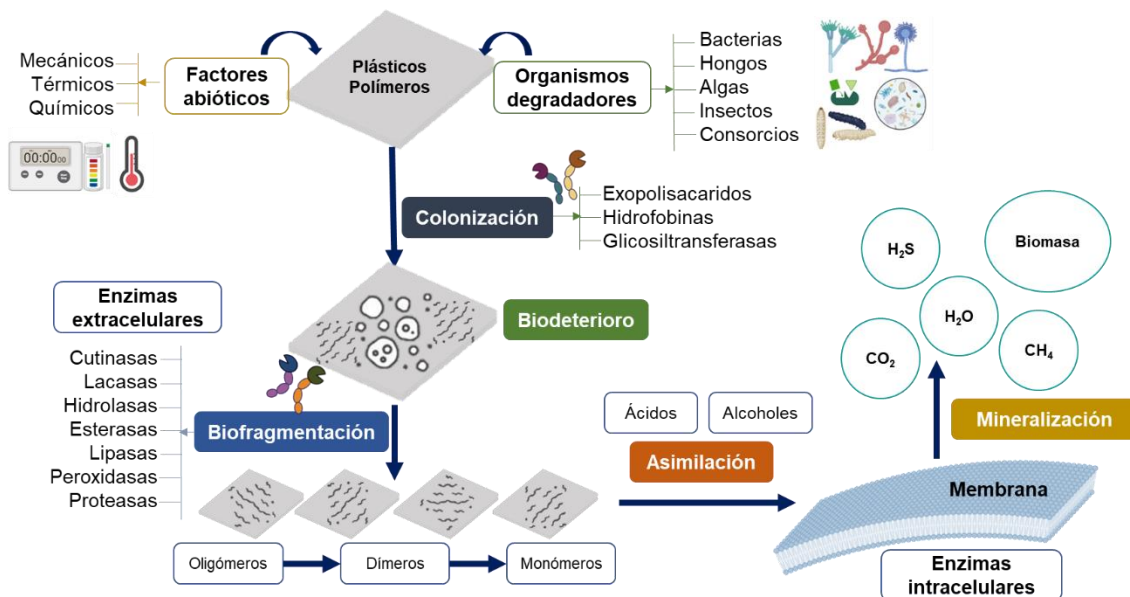 Mecánicos
Térmicos
Químicos
Factores
abióticos
00:00 00
Plásticos
Polímeros
Organismos
degradadores
Bacterias
Hongos
Algas
Insectos
Consorcios
Colonización
Exopolisacaridos
Hidrofobinas
Glicosiltransferasas
Enzimas
extracelulares
Biodeterioro
Cutinasas
Lacasas
Hidrolasas
Esterasas
Lipasas
Peroxidasas
Proteasas
Biofragmentación
Oligómeros
Dímeros
Monómeros
Ácidos
Alcoholes
Asimilación
H₂S
Biomasa
H₂O
CO₂
CH₄
Mineralización
Membrana
Enzimas
intracelulares